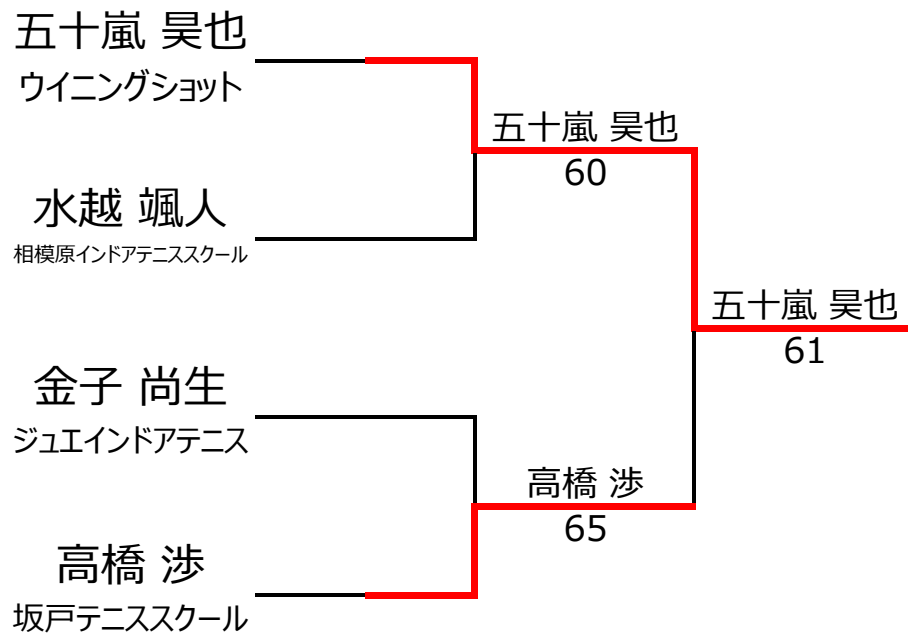 五十嵐 昊也
ウイニングショット
五十嵐 昊也
60
水越 颯人
相模原インドアテニススクール
五十嵐 昊也
61
金子 尚生
ジュエインドアテニス
高橋 渉
65
高橋 渉
坂戸テニススクール